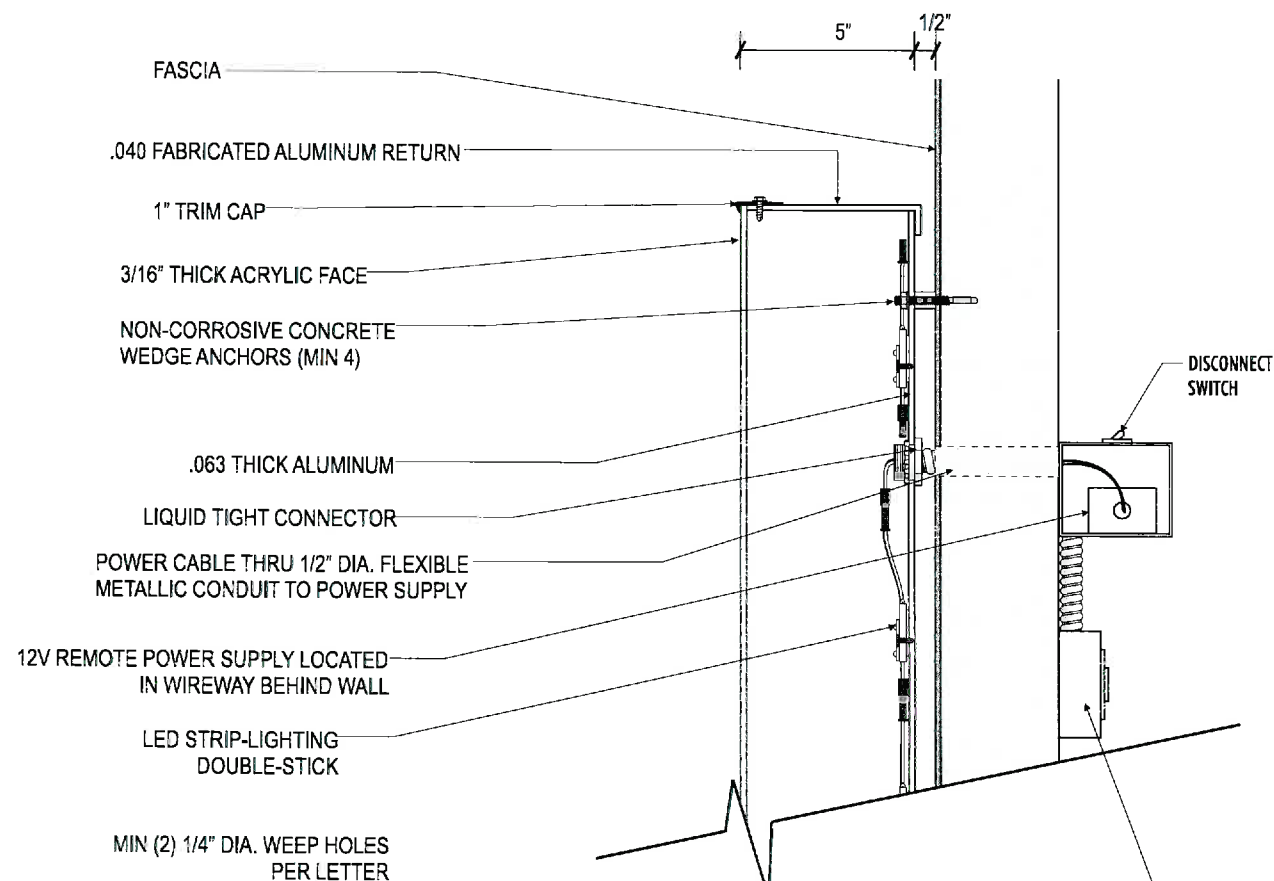 5"
1/2"
FASCIA
.040 FABRICATED ALUMINUM RETURN
1" TRIM CAP
3/16" THICK ACRYLIC FACE
NON-CORROSIVE CONCRETE
WEDGE ANCHORS (MIN 4)
DISCONNECT
SWITCH
.063 THICK ALUMINUM
LIQUID TIGHT CONNECTOR
POWER CABLE THRU 1/2" DIA. FLEXIBLE
METALLIC CONDUIT TO POWER SUPPLY
12V REMOTE POWER SUPPLY LOCATED
IN WIREWAY BEHIND WALL
LED STRIP-LIGHTING
DOUBLE-STICK
MIN (2) 1/4" DIA. WEEP HOLES
PER LETTER